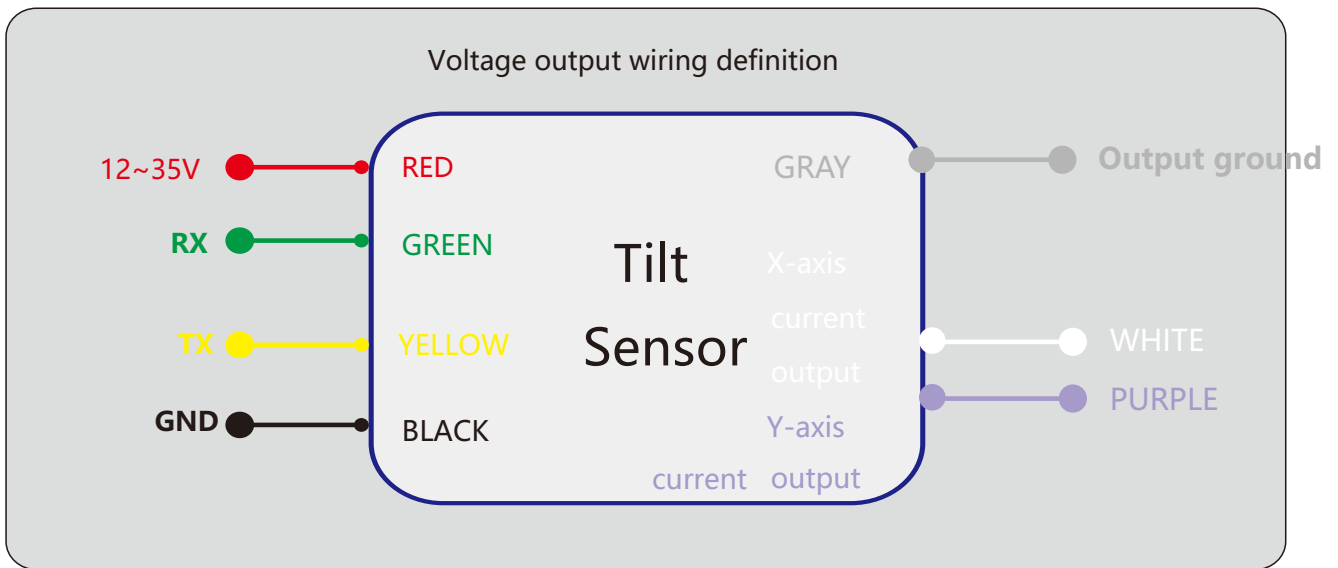 Voltage output wiring definition
12~35V RED GRAY Output ground
RX GREEN
Tilt
Sensor
X-axis
current
output
TX YELLOW
WHITE
PURPLE
GND BLACK
Y-axis
current output